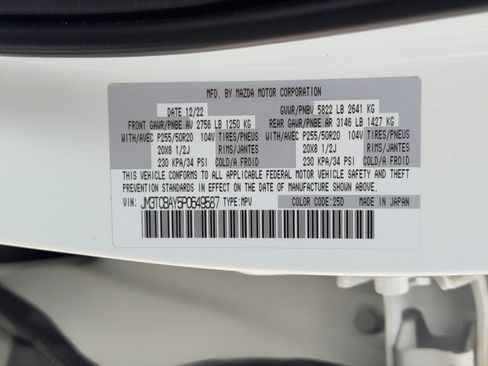 MFD. BY MAZDA MOTOR CORPORATION
DATE 12/22 GVWR/PNBV 5822 LB 2641 KG
FRONT GAWR/PNBE AV 2756 LB 1250 KG REAR GAWR/PNBE AR 3146 LB 1427 KG
WITH/AVEC P255/50R20 104V TIRES/PNEUS WITH/AVEC P255/50R20 104V TIRES/PNEUS
20X8 1/2J RIMS/JANTES 20X8 1/2J RIMS/JANTES
230 KPA/34 PSI COLD/A FROID 230 KPA/34 PSI COLD/A FROID
THIS VEHICLE CONFORMS TO ALL APPLICABLE FEDERAL MOTOR VEHICLE SAFETY AND THEFT
PREVENTION STANDARDS IN EFFECT ON THE DATE OF MANUFACTURE SHOWN ABOVE.
VIN: JM3TCBAY5P0649587 TYPE:MPV COLOR CODE:25D MADE IN JAPAN